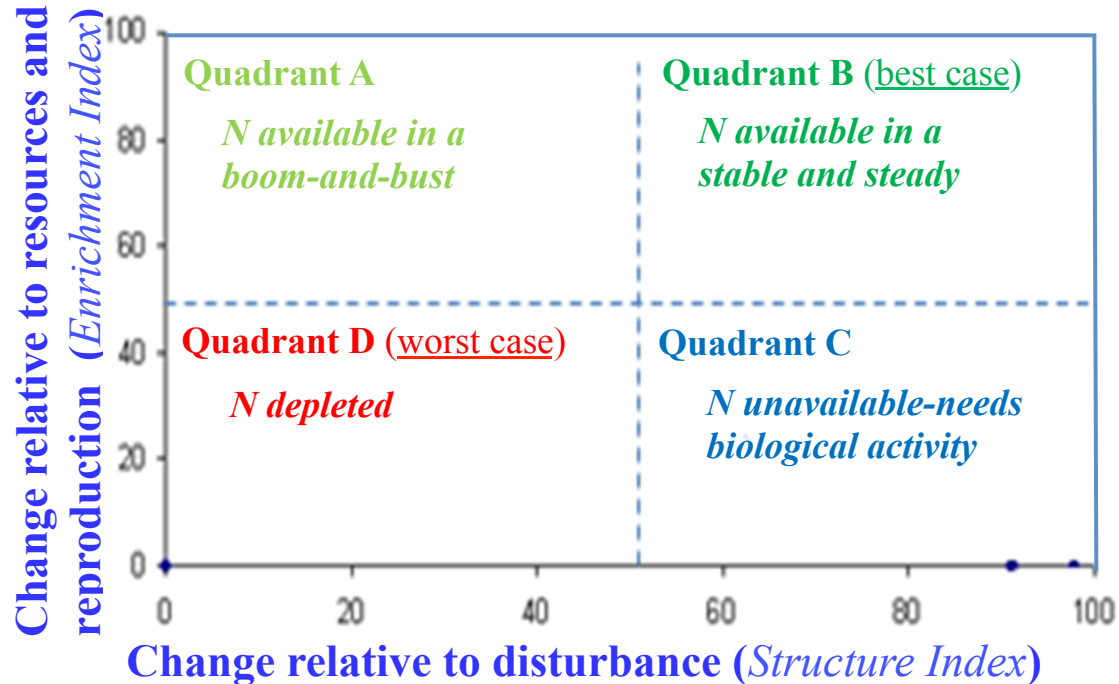 Change relative to resources and
reproduction (Enrichment Index)
100
80
60
40
20
0
Quadrant A
N available in a
boom-and-bust
Quadrant B (best case)
N available in a
stable and steady
Quadrant D (worst case)
N depleted
Quadrant C
N unavailable-needs
biological activity
0 20 40 60 80 100
Change relative to disturbance (Structure Index)